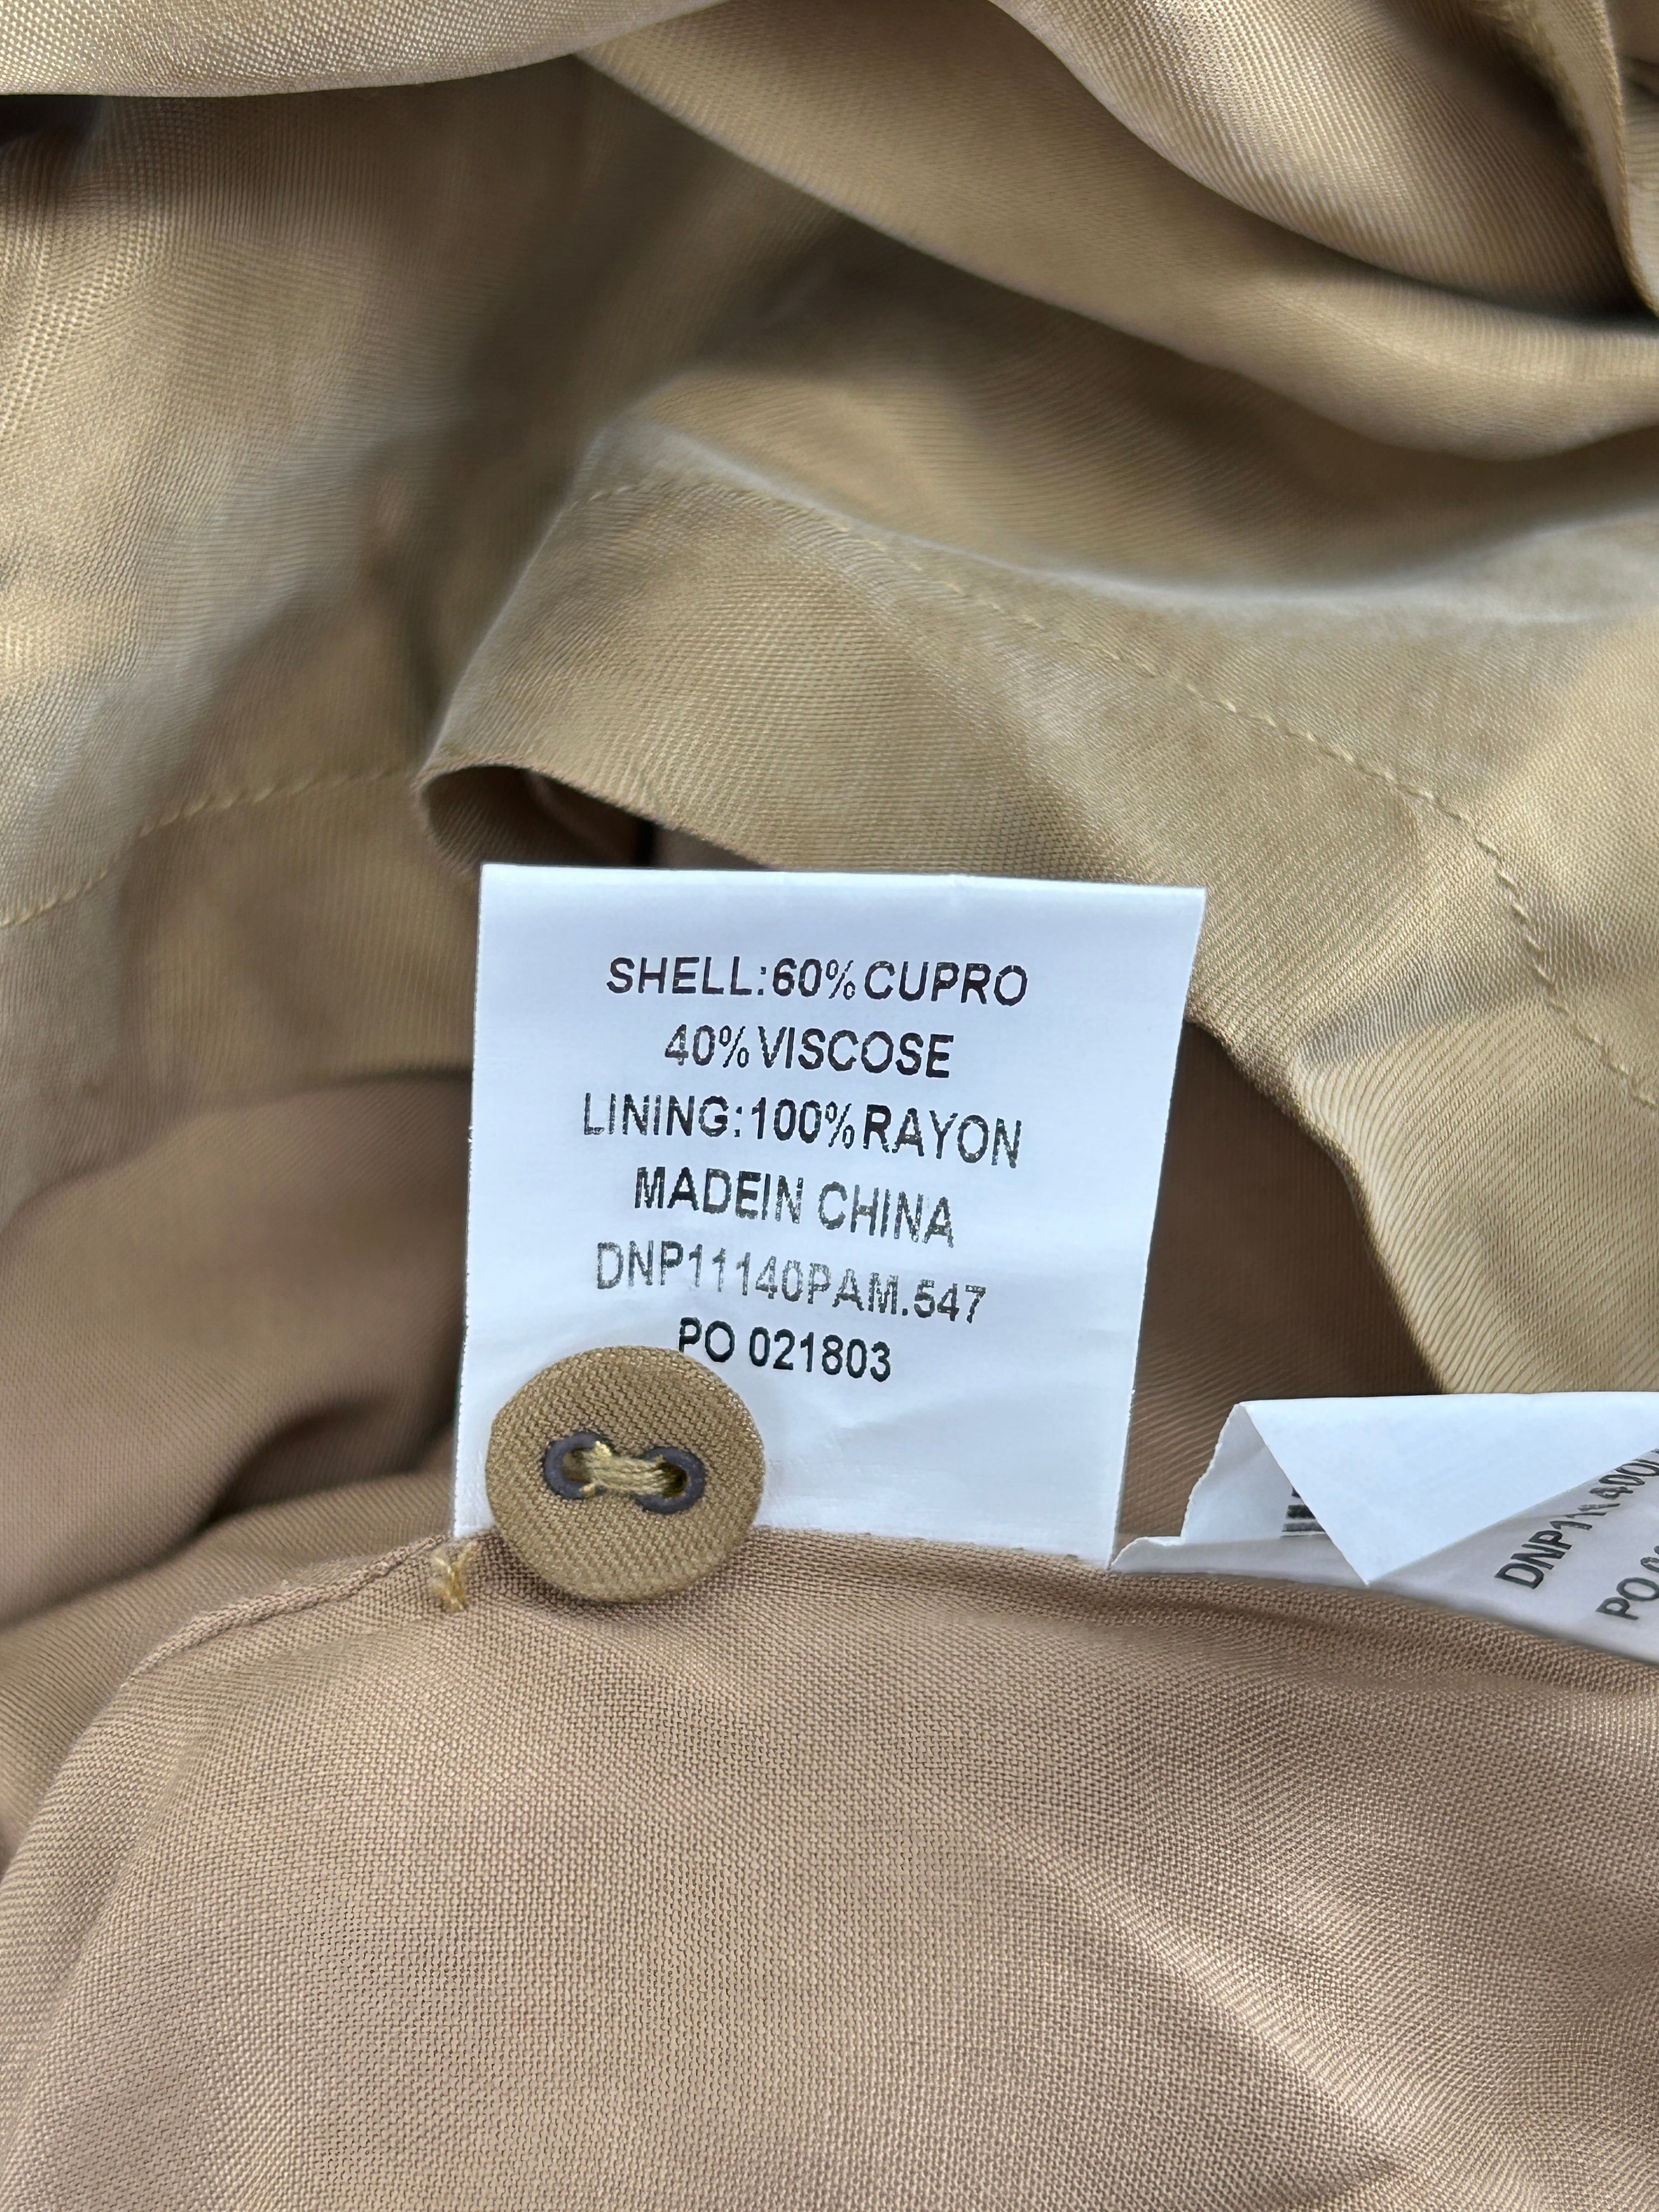 SHELL:60%CUPRO
40%VISCOSE
LINING:100%RAYON
MADEIN CHINA
DNP11140PAM.547
PO 021803